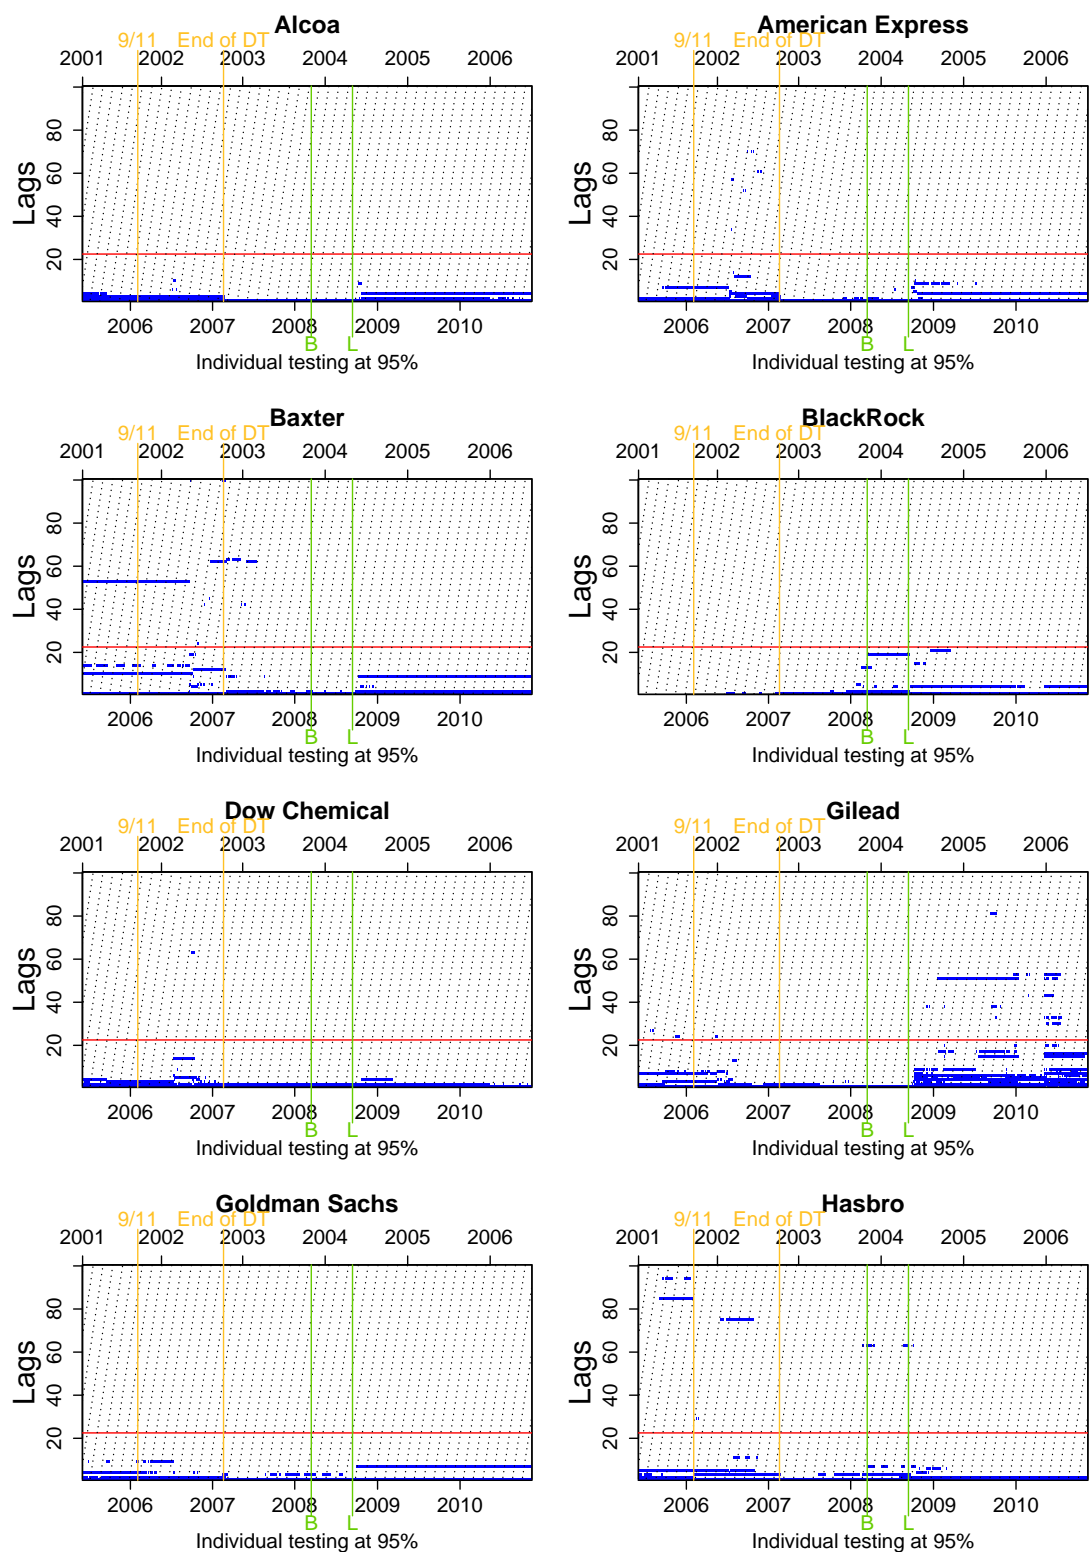 Alcoa
9/11 End of DT
2001 2002 2003 2004 2005 2006
Lags
20 40 60 80
2006 2007 2008 2009 2010
B L
Individual testing at 95%
American Express
9/11 End of DT
2001 2002 2003 2004 2005 2006
Lags
20 40 60 80
2006 2007 2008 2009 2010
B L
Individual testing at 95%
Baxter
9/11 End of DT
2001 2002 2003 2004 2005 2006
Lags
20 40 60 80
2006 2007 2008 2009 2010
B L
Individual testing at 95%
BlackRock
9/11 End of DT
2001 2002 2003 2004 2005 2006
Lags
20 40 60 80
2006 2007 2008 2009 2010
B L
Individual testing at 95%
Dow Chemical
9/11 End of DT
2001 2002 2003 2004 2005 2006
Lags
20 40 60 80
2006 2007 2008 2009 2010
B L
Individual testing at 95%
Gilead
9/11 End of DT
2001 2002 2003 2004 2005 2006
Lags
20 40 60 80
2006 2007 2008 2009 2010
B L
Individual testing at 95%
Goldman Sachs
9/11 End of DT
2001 2002 2003 2004 2005 2006
Lags
20 40 60 80
2006 2007 2008 2009 2010
B L
Individual testing at 95%
Hasbro
9/11 End of DT
2001 2002 2003 2004 2005 2006
Lags
20 40 60 80
2006 2007 2008 2009 2010
B L
Individual testing at 95%